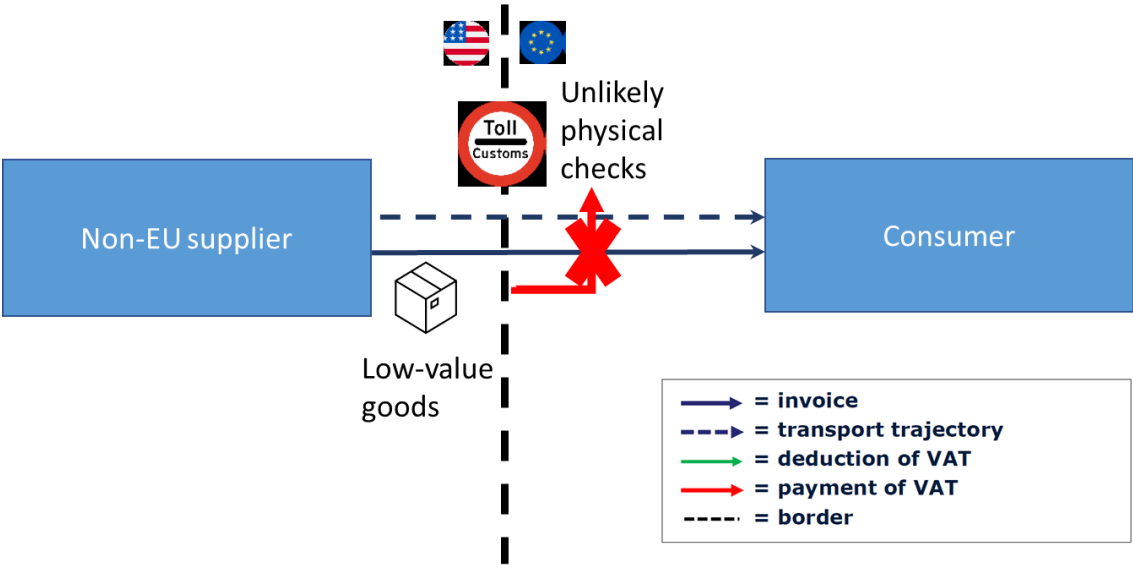 Toll
Customs
Unlikely
physical
checks
Non-EU supplier
Consumer
Low-value
goods
= invoice
= transport trajectory
= deduction of VAT
= payment of VAT
= border